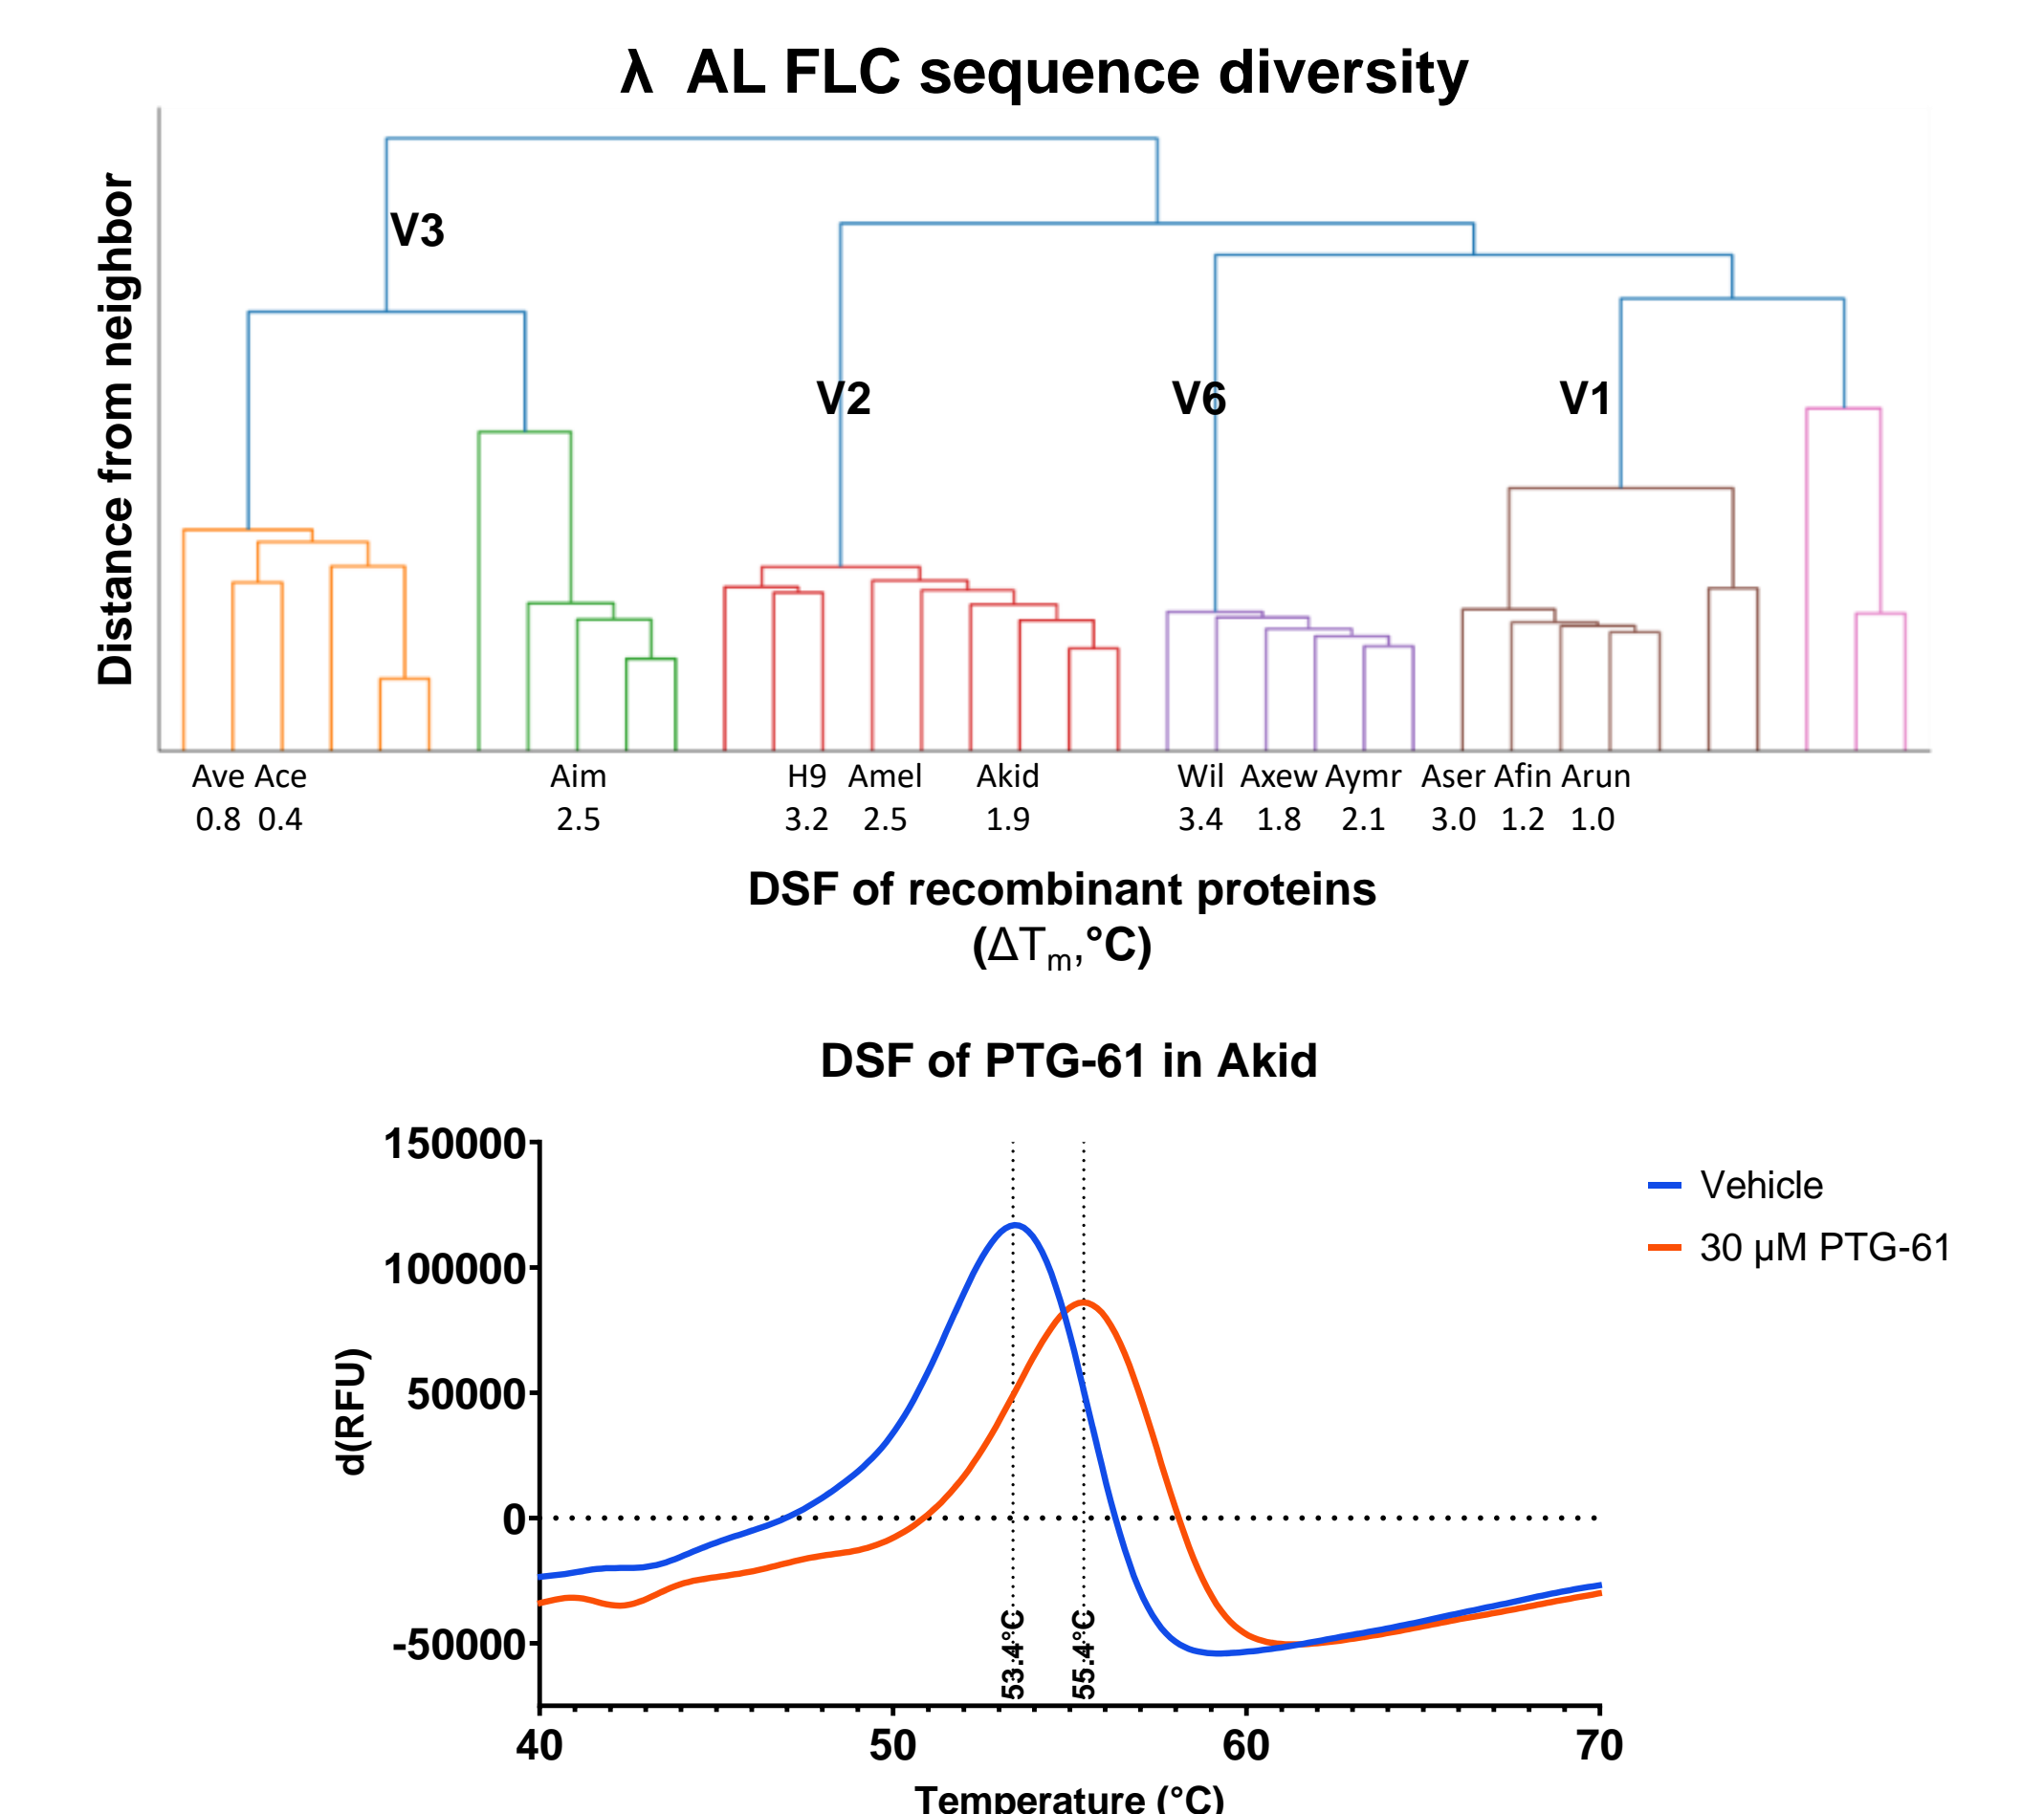 λ AL FLC sequence diversity
Distance from neighbor
V3
V2 V6 V1
Ave Ace Aim H9 Amel Akid Wil Axew Aymr Aser Afin Arun
0.8 0.4 2.5 3.2 2.5 1.9 3.4 1.8 2.1 3.0 1.2 1.0
DSF of recombinant proteins
(ΔTm,°C)
DSF of PTG-61 in Akid
150000
100000
50000
0
-50000
d(RFU)
Vehicle
30 µM PTG-61
53.4°C
55.4°C
40 50 60 70
Temperature (°C)